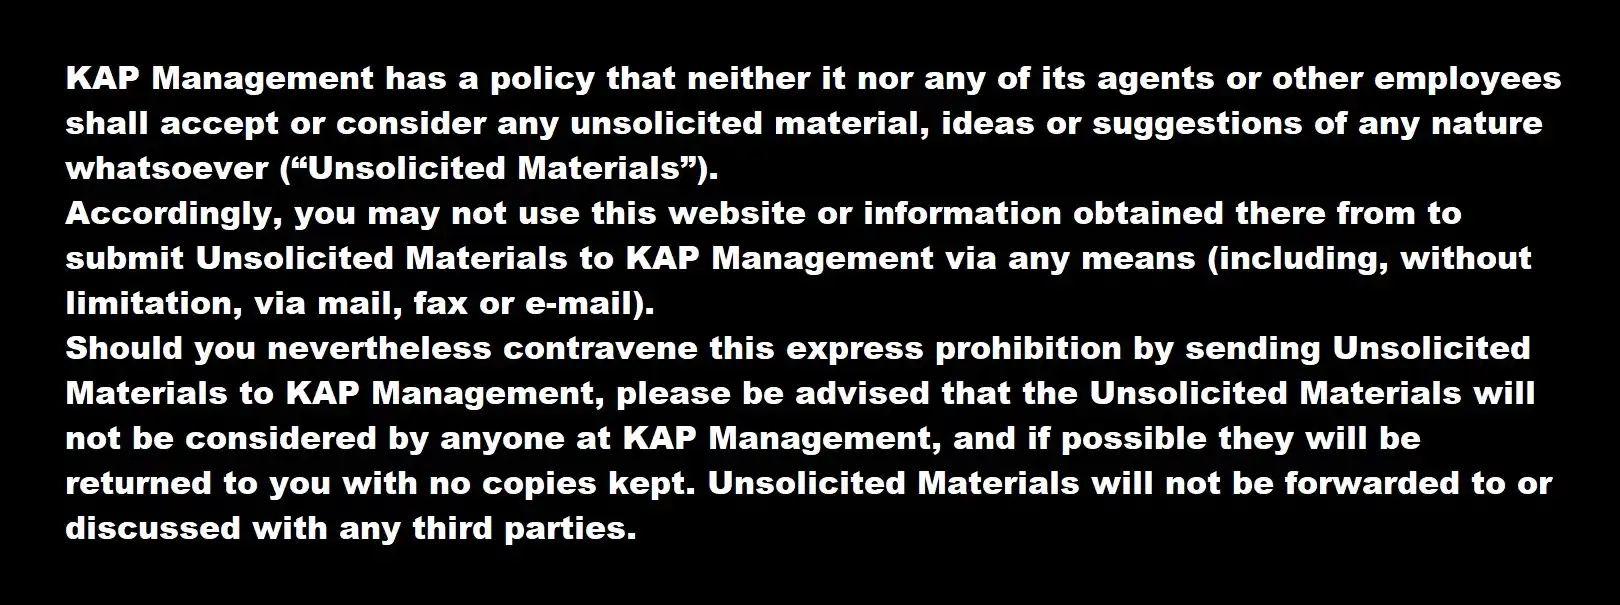 KAP Management has a policy that neither it nor any of its agents or other employees
shall accept or consider any unsolicited material, ideas or suggestions of any nature
whatsoever (“Unsolicited Materials”).
Accordingly, you may not use this website or information obtained there from to
submit Unsolicited Materials to KAP Management via any means (including, without
limitation, via mail, fax or e-mail).
Should you nevertheless contravene this express prohibition by sending Unsolicited
Materials to KAP Management, please be advised that the Unsolicited Materials will
not be considered by anyone at KAP Management, and if possible they will be
returned to you with no copies kept. Unsolicited Materials will not be forwarded to or
discussed with any third parties.